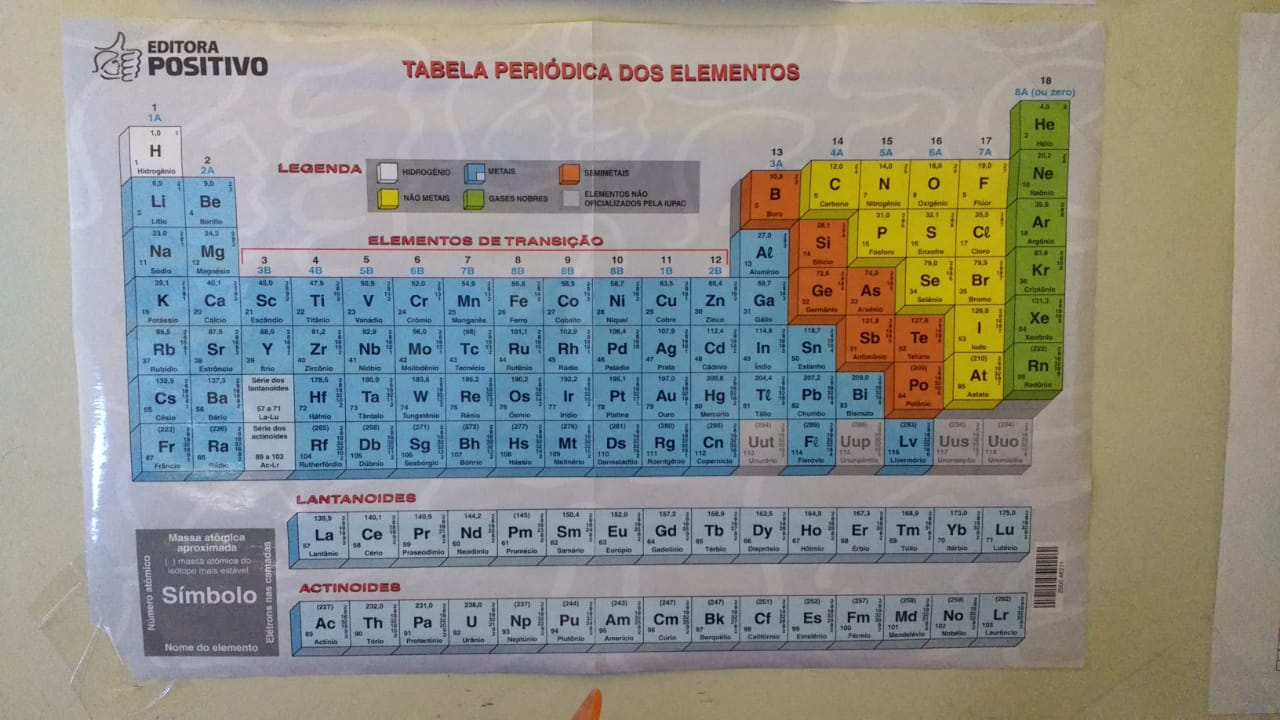 EDITORA
POSITIVO
TABELA PERIÓDICA DOS ELEMENTOS
1
1A
18
8A (ou zero)
1,0
H
1
Hidrogênio
4,0
He
2
Hélio
2
2A
LEGENDA
HIDROGÊNIO
METAIS
SEMIMETAIS
NÃO METAIS
GASES NOBRES
ELEMENTOS NÃO
OFICIALIZADOS PELA IUPAC
13
3A
14
4A
15
5A
16
6A
17
7A
6,9 Li 3 Lítio
9,0 Be 4 Berílio
10,8 B 5 Boro
12,0 C 6 Carbono
14,0 N 7 Nitrogênio
16,0 O 8 Oxigênio
19,0 F 9 Flúor
20,2 Ne 10 Neônio
23,0 Na 11 Sódio
24,3 Mg 12 Magnésio
ELEMENTOS DE TRANSIÇÃO
3 4 5 6 7 8 9 10 11 12
3B 4B 5B 6B 7B 8B 8B 8B 1B 2B
27,0 Aℓ 13 Alumínio
28,1 Si 14 Silício
31,0 P 15 Fósforo
32,1 S 16 Enxofre
35,5 Cℓ 17 Cloro
39,9 Ar 18 Argônio
39,1 K 19 Potássio
40,1 Ca 20 Cálcio
45,0 Sc 21 Escândio
47,9 Ti 22 Titânio
50,9 V 23 Vanádio
52,0 Cr 24 Crômio
54,9 Mn 25 Manganês
55,8 Fe 26 Ferro
58,9 Co 27 Cobalto
58,7 Ni 28 Níquel
63,5 Cu 29 Cobre
65,4 Zn 30 Zinco
69,7 Ga 31 Gálio
72,6 Ge 32 Germânio
74,9 As 33 Arsênio
79,0 Se 34 Selênio
79,9 Br 35 Bromo
83,8 Kr 36 Criptônio
85,5 Rb 37 Rubídio
87,6 Sr 38 Estrôncio
88,9 Y 39 Ítrio
91,2 Zr 40 Zircônio
92,9 Nb 41 Nióbio
96,0 Mo 42 Molibdênio
(98) Tc 43 Tecnécio
101,1 Ru 44 Rutênio
102,9 Rh 45 Ródio
106,4 Pd 46 Paládio
107,9 Ag 47 Prata
112,4 Cd 48 Cádmio
114,8 In 49 Índio
118,7 Sn 50 Estanho
121,8 Sb 51 Antimônio
127,6 Te 52 Telúrio
126,9 I 53 Iodo
131,3 Xe 54 Xenônio
132,9 Cs 55 Césio
137,3 Ba 56 Bário
Série dos
lantanoides
57 a 71
La-Lu
178,5 Hf 72 Háfnio
180,9 Ta 73 Tântalo
183,8 W 74 Tungstênio
186,2 Re 75 Rênio
190,2 Os 76 Ósmio
192,2 Ir 77 Irídio
195,1 Pt 78 Platina
197,0 Au 79 Ouro
200,6 Hg 80 Mercúrio
204,4 Tℓ 81 Tálio
207,2 Pb 82 Chumbo
209,0 Bi 83 Bismuto
(209) Po 84 Polônio
(210) At 85 Astato
(222) Rn 86 Radônio
(223) Fr 87 Frâncio
(226) Ra 88 Rádio
Série dos
actinoides
89 a 103
Ac-Lr
(265) Rf 104 Rutherfórdio
(268) Db 105 Dúbnio
(271) Sg 106 Seabórgio
(272) Bh 107 Bóhrio
(277) Hs 108 Hássio
(276) Mt 109 Meitnério
(281) Ds 110 Darmstádtio
(280) Rg 111 Roentgênio
(285) Cn 112 Copernício
(284) Uut 113 Ununtrio
(289) Fℓ 114 Fleróvio
Uup 115 Ununpêntio
(293) Lv 116 Livermório
(294) Uus 117 Ununséptio
(294) Uuo 118 Ununóctio
LANTANOIDES
138,9 La 57 Lantânio
140,1 Ce 58 Cério
140,9 Pr 59 Praseodímio
144,2 Nd 60 Neodímio
(145) Pm 61 Promécio
150,4 Sm 62 Samário
152,0 Eu 63 Európio
157,3 Gd 64 Gadolínio
158,9 Tb 65 Térbio
162,5 Dy 66 Disprósio
164,9 Ho 67 Hólmio
167,3 Er 68 Érbio
168,9 Tm 69 Túlio
173,0 Yb 70 Itérbio
175,0 Lu 71 Lutécio
ACTINOIDES
(227) Ac 89 Actínio
232,0 Th 90 Tório
231,0 Pa 91 Protactínio
238,0 U 92 Urânio
(237) Np 93 Neptúnio
(244) Pu 94 Plutônio
(243) Am 95 Amerício
(247) Cm 96 Cúrio
(247) Bk 97 Berquélio
(251) Cf 98 Califórnio
(252) Es 99 Einstênio
(257) Fm 100 Férmio
(258) Md 101 Mendelévio
(259) No 102 Nobélio
(262) Lr 103 Laurêncio
Massa atômica
aproximada
( ) massa atômica do
isótopo mais estável
Número atômico
Símbolo
Elétrons nas camadas
Nome do elemento